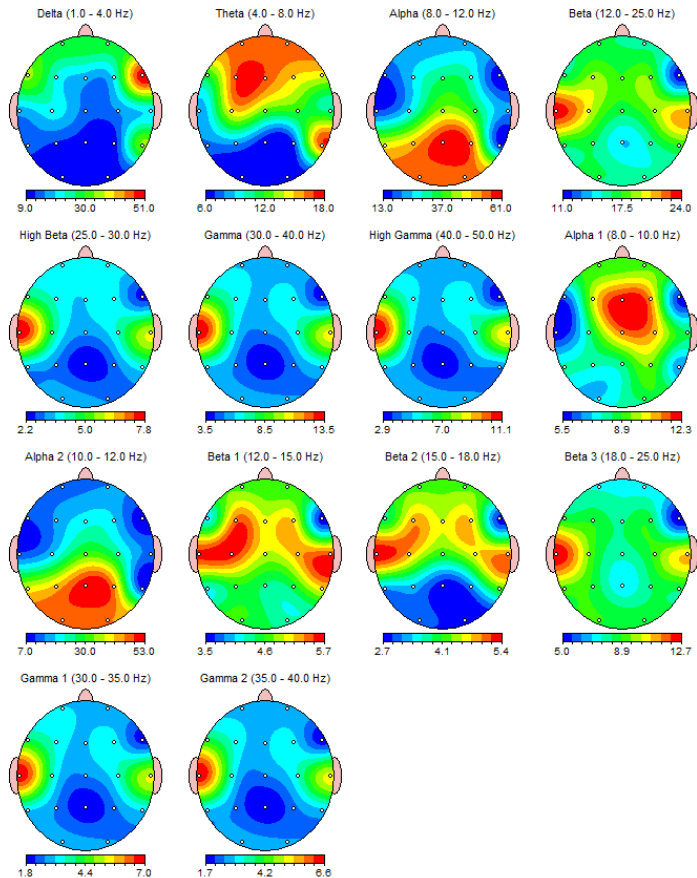 Delta (1.0 - 4.0 Hz) Theta (4.0 - 8.0 Hz) Alpha (8.0 - 12.0 Hz) Beta (12.0 - 25.0 Hz)
9.0 30.0 51.0 6.0 12.0 18.0 13.0 37.0 61.0 11.0 17.5 24.0
High Beta (25.0 - 30.0 Hz) Gamma (30.0 - 40.0 Hz) High Gamma (40.0 - 50.0 Hz) Alpha 1 (8.0 - 10.0 Hz)
2.2 5.0 7.8 3.5 8.5 13.5 2.9 7.0 11.1 5.5 8.9 12.3
Alpha 2 (10.0 - 12.0 Hz) Beta 1 (12.0 - 15.0 Hz) Beta 2 (15.0 - 18.0 Hz) Beta 3 (18.0 - 25.0 Hz)
7.0 30.0 53.0 3.5 4.6 5.7 2.7 4.1 5.4 5.0 8.9 12.7
Gamma 1 (30.0 - 35.0 Hz) Gamma 2 (35.0 - 40.0 Hz)
1.8 4.4 7.0 1.7 4.2 6.6